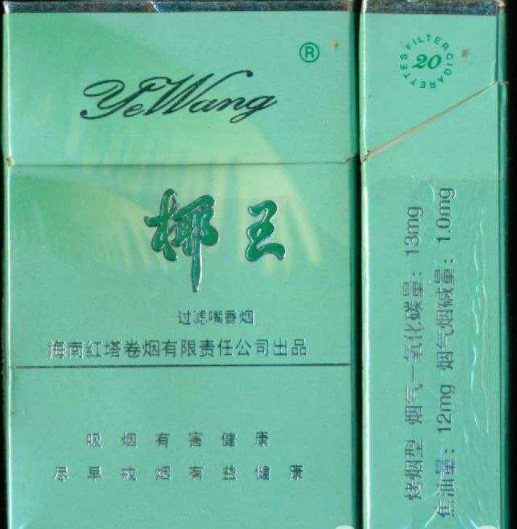 ®
YeWang
椰王
过滤嘴香烟
海南红塔卷烟有限责任公司出品
吸烟有害健康
尽早戒烟有益健康
FILTER CIGARETTES
20
烤烟型 烟气一氧化碳量：13mg
焦油量：12mg 烟气烟碱量：1.0mg